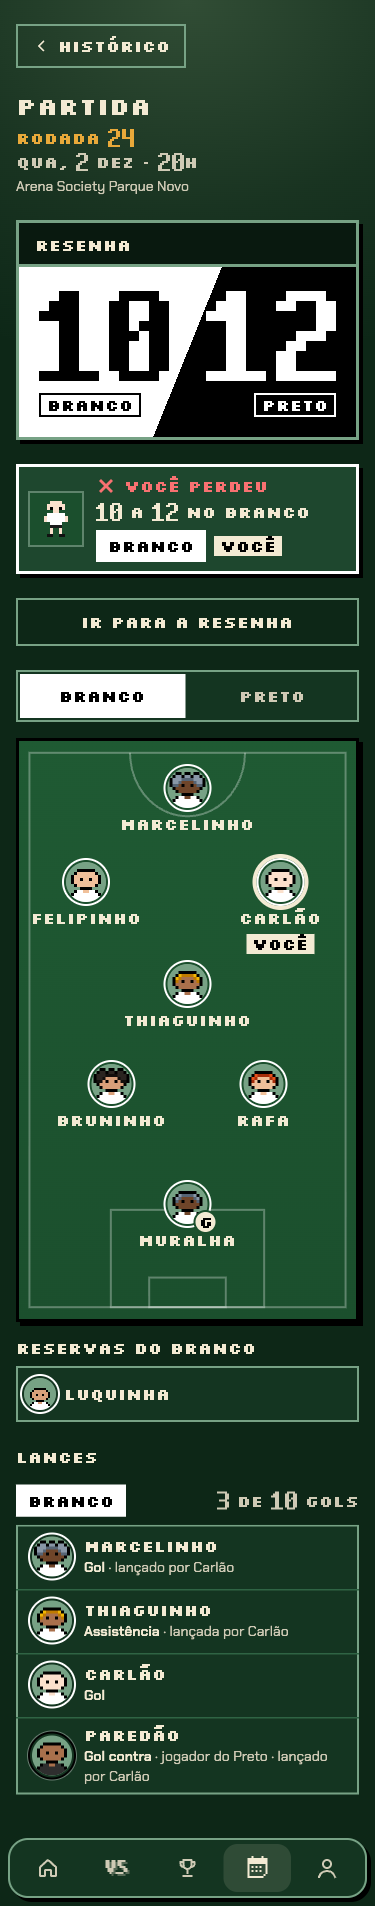 HISTÓRICO
PARTIDA
RODADA 24
QUA, 2 DEZ · 20H
Arena Society Parque Novo
RESENHA
10 12
BRANCO PRETO
VOCÊ PERDEU
10 A 12 NO BRANCO
BRANCO VOCÊ
IR PARA A RESENHA
BRANCO PRETO
MARCELINHO
FELIPINHO CARLÃO
VOCÊ
THIAGUINHO
BRUNINHO RAFA
G
MURALHA
RESERVAS DO BRANCO
LUQUINHA
LANCES
BRANCO 3 DE 10 GOLS
MARCELINHO
Gol · lançado por Carlão
THIAGUINHO
Assistência · lançada por Carlão
CARLÃO
Gol
PAREDÃO
Gol contra · jogador do Preto · lançado
por Carlão
VS